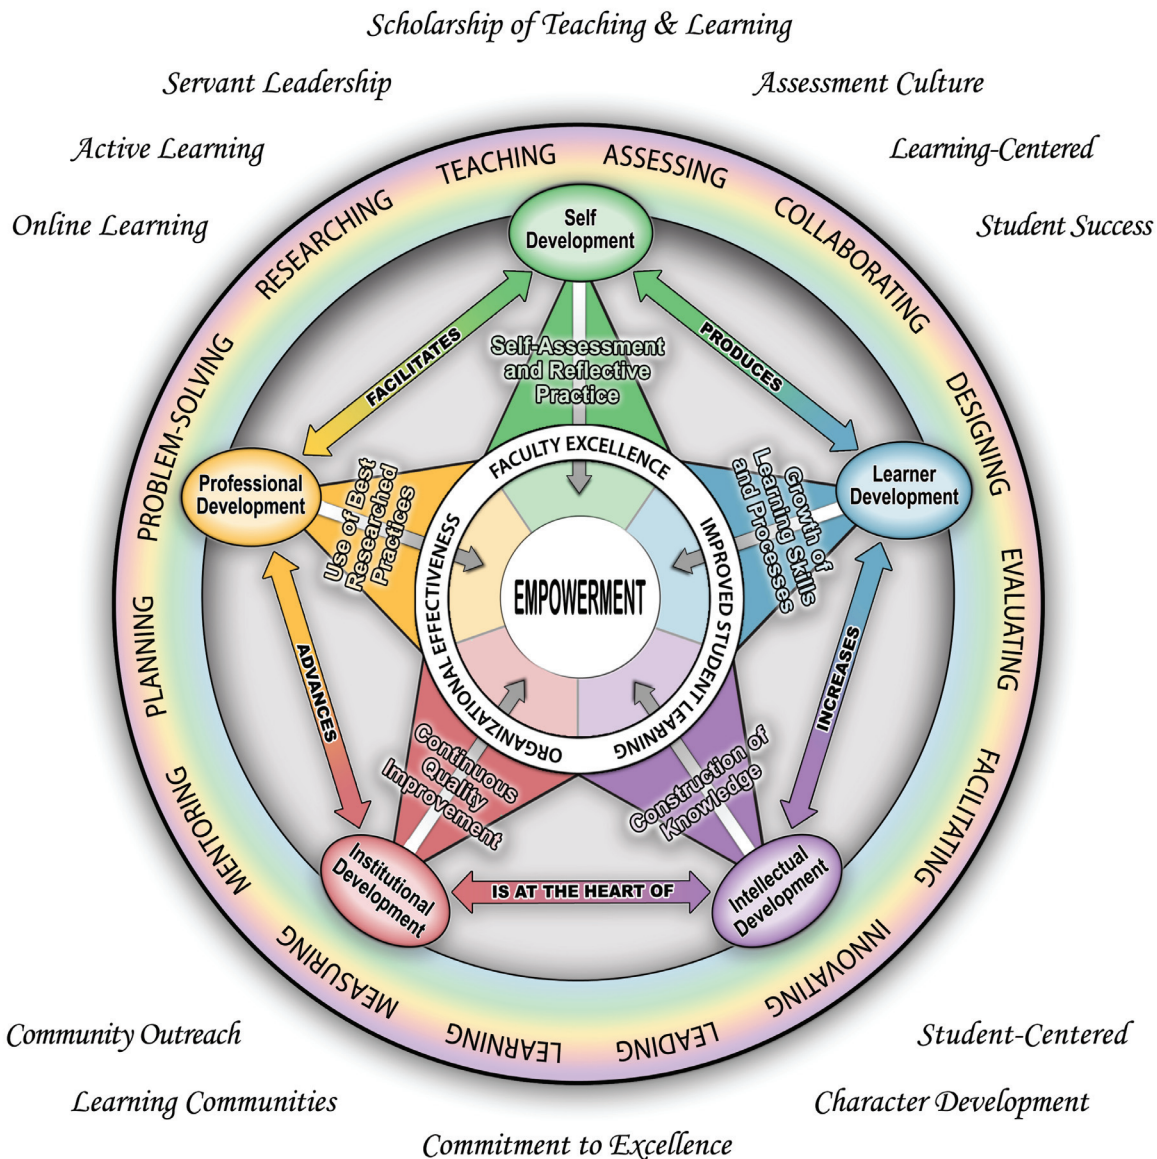 Scholarship of Teaching & Learning
Servant Leadership
Assessment Culture
Active Learning
Learning-Centered
Online Learning
Student Success
TEACHING
ASSESSING
COLLABORATING
DESIGNING
EVALUATING
FACILITATING
INNOVATING
LEADING
LEARNING
MEASURING
MENTORING
PLANNING
PROBLEM-SOLVING
RESEARCHING
Self
Development
FACILITATES
PRODUCES
Self-Assessment
and Reflective
Practice
Professional
Development
Use of Best
Researched
Practices
Learner
Development
Growth of
Learning Skills
and Processes
FACULTY EXCELLENCE
IMPROVED STUDENT LEARNING
ORGANIZATIONAL EFFECTIVENESS
EMPOWERMENT
ADVANCES
INCREASES
Continuous
Quality
Improvement
Construction of
Knowledge
Institutional
Development
IS AT THE HEART OF
Intellectual
Development
Community Outreach
Student-Centered
Learning Communities
Character Development
Commitment to Excellence